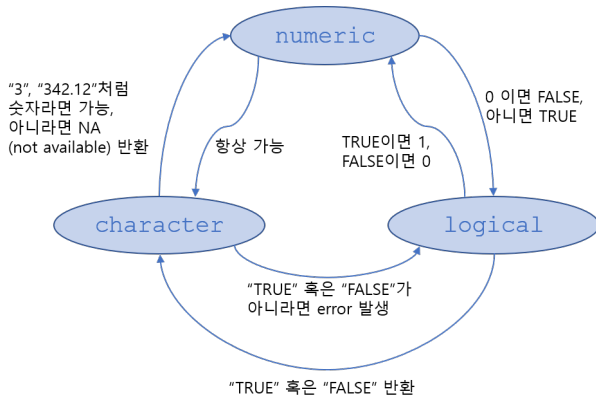 numeric
“3”, “342.12”처럼
숫자라면 가능,
아니라면 NA
(not available) 반환
항상 가능
TRUE이면 1,
FALSE이면 0
0 이면 FALSE,
아니면 TRUE
character
logical
“TRUE” 혹은 “FALSE”가
아니라면 error 발생
“TRUE” 혹은 “FALSE” 반환